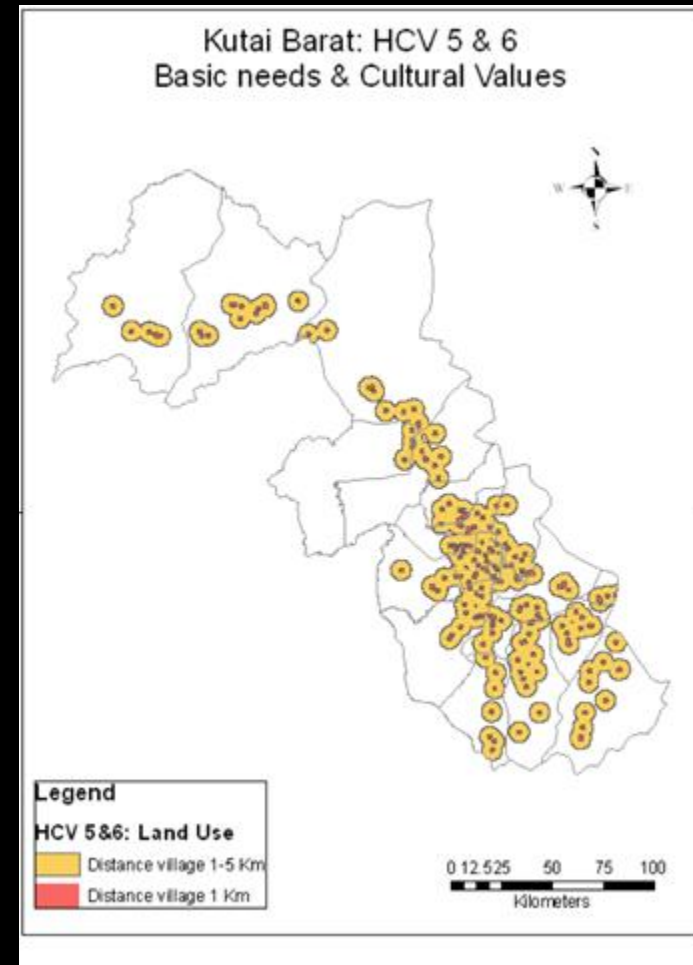 Kutai Barat: HCV 5 & 6
Basic needs & Cultural Values
W E
Legend
HCV 5&6: Land Use
Distance village 1-5 Km
Distance village 1 Km
0 12.525 50 75 100
Kilometers